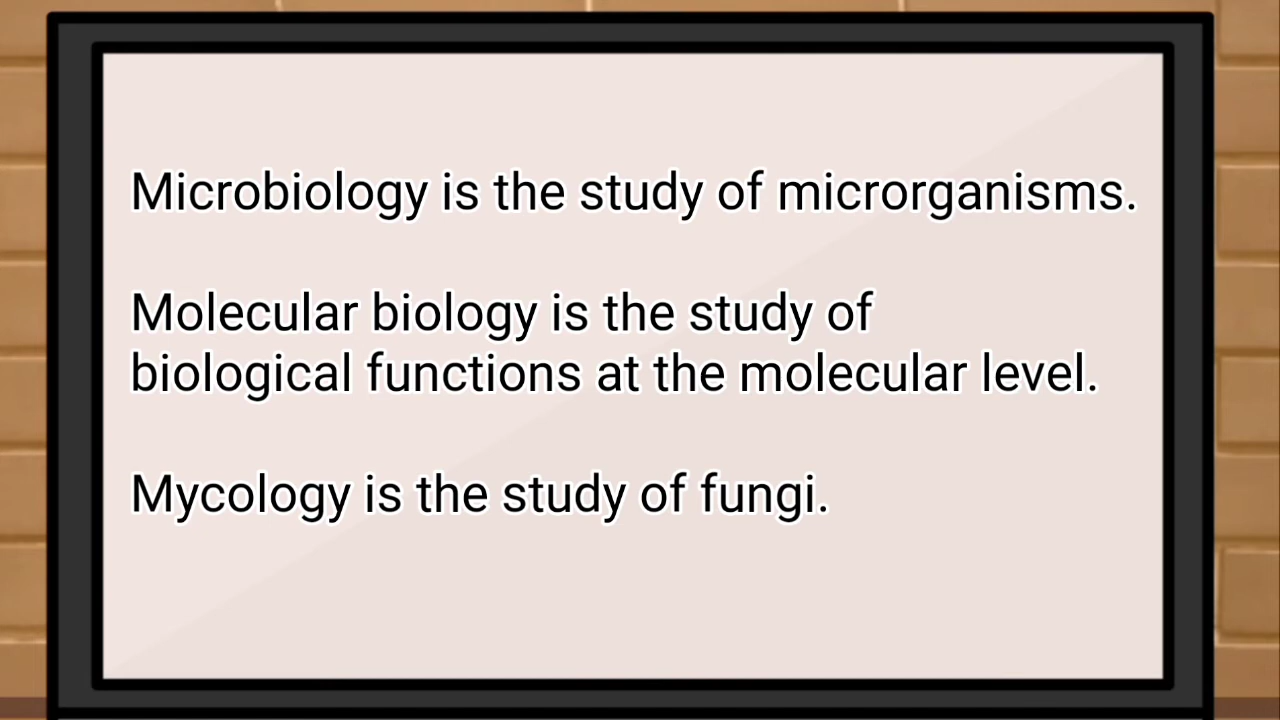 Microbiology is the study of microrganisms.
Molecular biology is the study of
biological functions at the molecular level.
Mycology is the study of fungi.